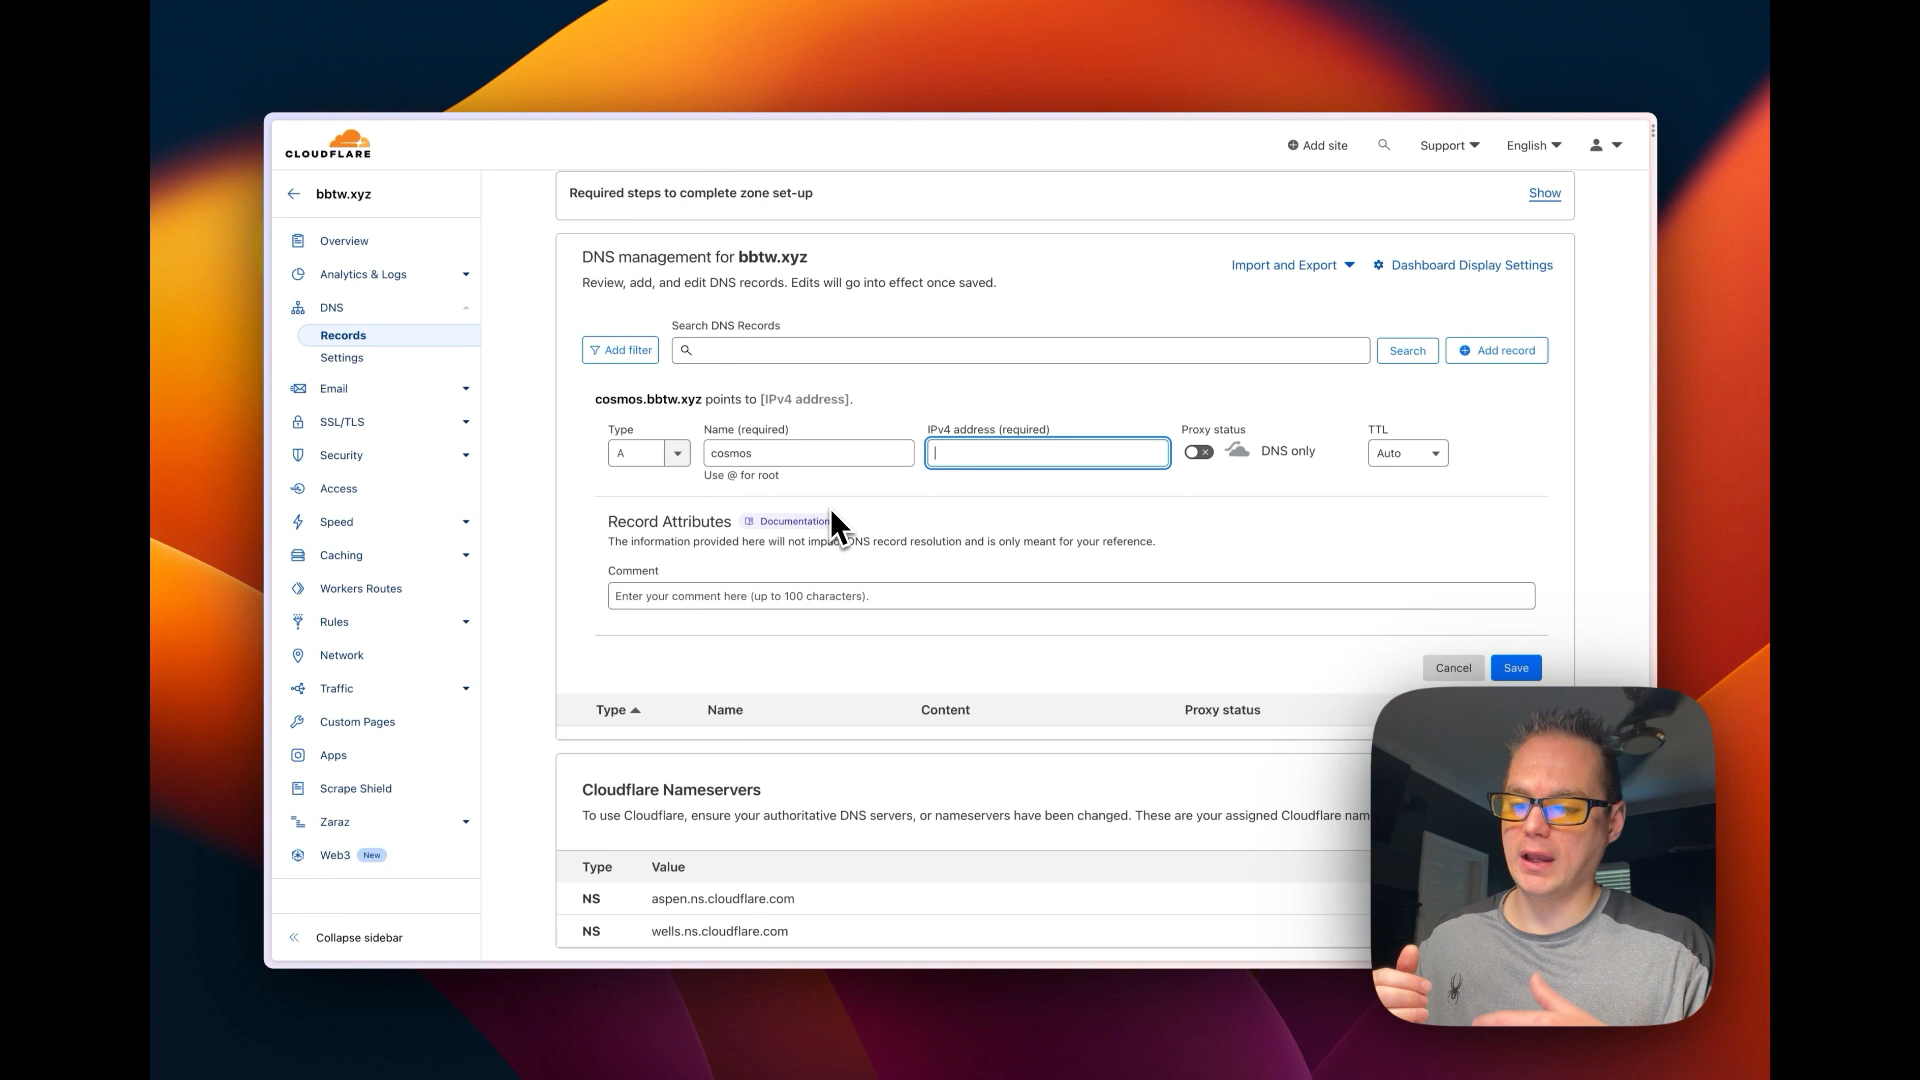 CLOUDFLARE
Add site
Support
English
bbtw.xyz
Overview
Analytics & Logs
DNS
Records
Settings
Email
SSL/TLS
Security
Access
Speed
Caching
Workers Routes
Rules
Network
Traffic
Custom Pages
Apps
Scrape Shield
Zaraz
Web3 New
Collapse sidebar
Required steps to complete zone set-up
Show
DNS management for bbtw.xyz
Import and Export
Dashboard Display Settings
Review, add, and edit DNS records. Edits will go into effect once saved.
Search DNS Records
Add filter
Search
Add record
cosmos.bbtw.xyz points to [IPv4 address].
Type
Name (required)
IPv4 address (required)
Proxy status
TTL
A
cosmos
DNS only
Auto
Use @ for root
Record Attributes
Documentation
The information provided here will not imp DNS record resolution and is only meant for your reference.
Comment
Enter your comment here (up to 100 characters).
Cancel
Save
Type
Name
Content
Proxy status
Cloudflare Nameservers
To use Cloudflare, ensure your authoritative DNS servers, or nameservers have been changed. These are your assigned Cloudflare nam
Type
Value
NS
aspen.ns.cloudflare.com
NS
wells.ns.cloudflare.com